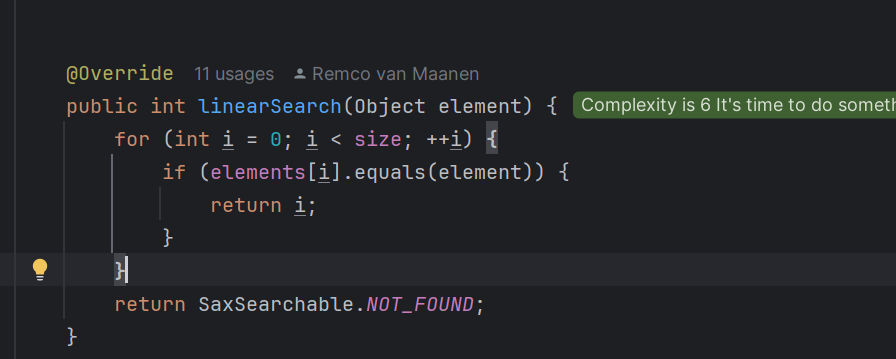 @Override 11 usages Remco van Maanen
public int linearSearch(Object element) { Complexity is 6 It's time to do
for (int i = 0; i < size; ++i) {
if (elements[i].equals(element)) {
return i;
}
}
return SaxSearchable.NOT_FOUND;
}